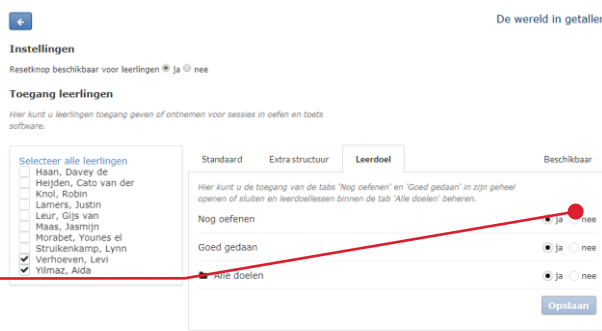 De wereld in getallen
Instellingen
Resetknop beschikbaar voor leerlingen ja nee
Toegang leerlingen
Hier kunt u leerlingen toegang geven of ontnemen voor sessies in oefen en toets
software.
Selecteer alle leerlingen
Haan, Davey de
Heijden, Cato van der
Knol, Robin
Lamers, Justin
Leur, Gijs van
Maas, Jasmijn
Morabet, Younes el
Struikenkamp, Lynn
Verhoeven, Levi
Yilmaz, Aida
Standaard Extra structuur Leerdoel Beschikbaar
Hier kunt u de toegang van de tabs 'Nog oefenen' en 'Goed gedaan' in zijn geheel
openen of sluiten en leerdoellessen binnen de tab 'Alle doelen' beheren.
Nog oefenen ja nee
Goed gedaan ja nee
Alle doelen ja nee
Opslaan